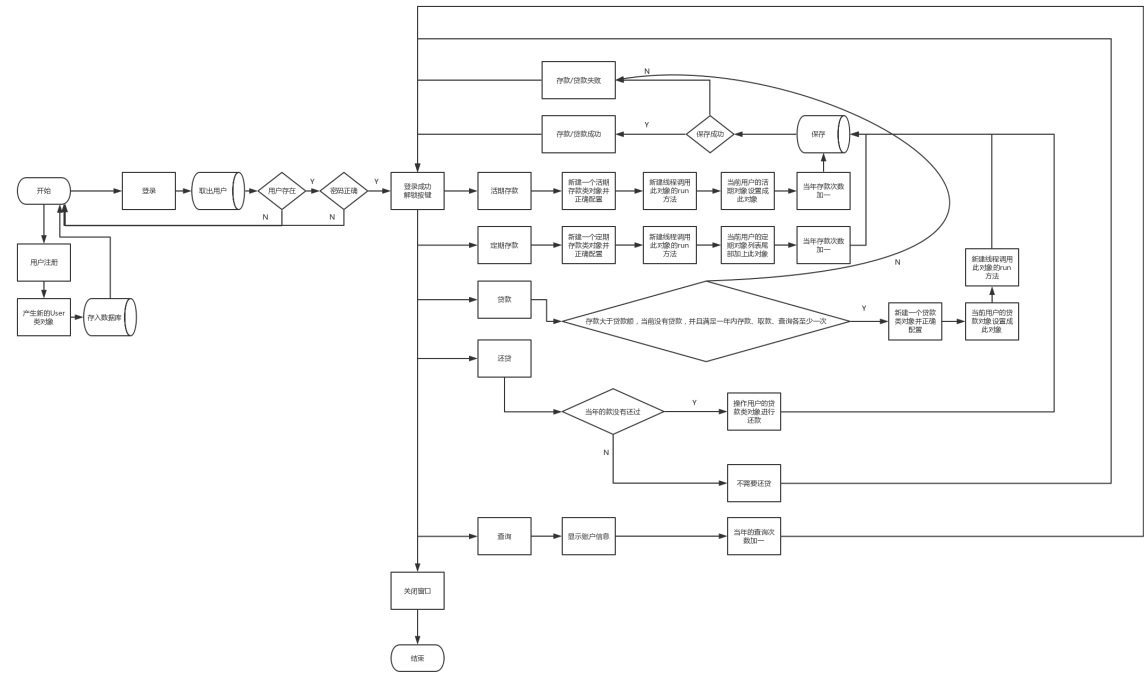 N
存款/贷款失败
存款/贷款成功
Y
保存成功
保存
开始
登录
取出用户
用户存在
Y
密码正确
Y
N
N
登录成功
解锁按键
活期存款
新建一个活期
存款类对象并
正确配置
新建线程调用
此对象的run
方法
当前用户的活
期对象设置成
此对象
当年存款次数
加一
定期存款
新建一个定期
存款类对象并
正确配置
新建线程调用
此对象的run
方法
当前用户的定
期对象列表尾
部加上此对象
当年存款次数
加一
用户注册
产生新的User
类对象
存入数据库
N
新建线程调用
此对象的run
方法
贷款
存款大于贷款额，当前没有贷款，并且满足一年内存款、取款、查询各至少一次
Y
新建一个贷款
类对象并正确
配置
当前用户的贷
款对象设置成
此对象
还贷
当年的款没有还过
Y
操作用户的贷
款类对象进行
还款
N
不需要还贷
查询
显示账户信息
当年的查询次
数加一
关闭窗口
结束